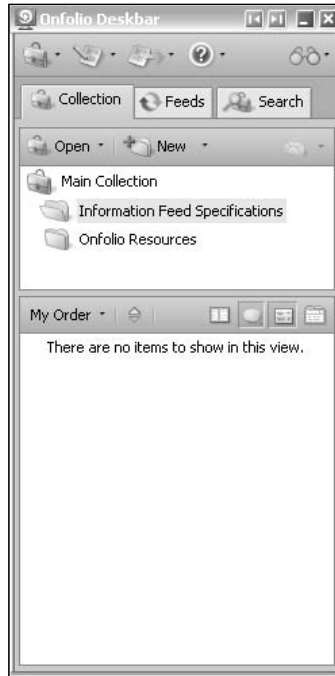 Onfolio Deskbar
Collection Feeds Search
Open New
Main Collection
Information Feed Specifications
Onfolio Resources
My Order
There are no items to show in this view.